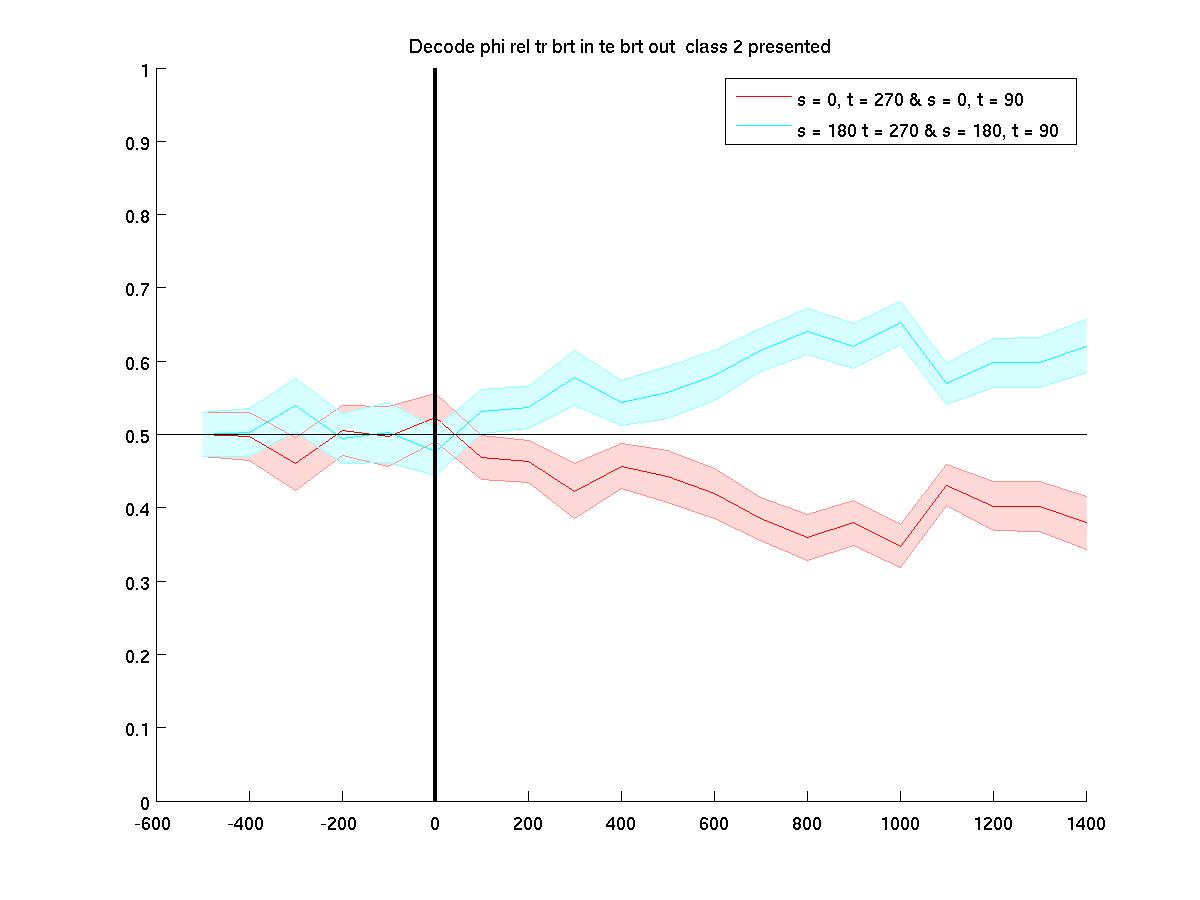 Decode phi rel tr brt in te brt out  class 2 presented
s = 0, t = 270 & s = 0, t = 90
s = 180 t = 270 & s = 180, t = 90
1
0.9
0.8
0.7
0.6
0.5
0.4
0.3
0.2
0.1
0
-600 -400 -200 0 200 400 600 800 1000 1200 1400